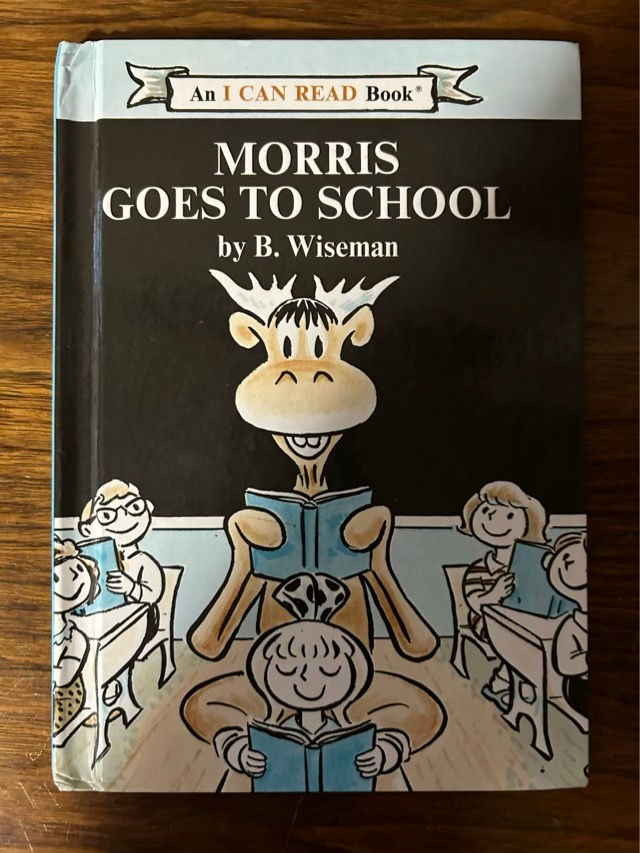 An I CAN READ Book®
MORRIS
GOES TO SCHOOL
by B. Wiseman